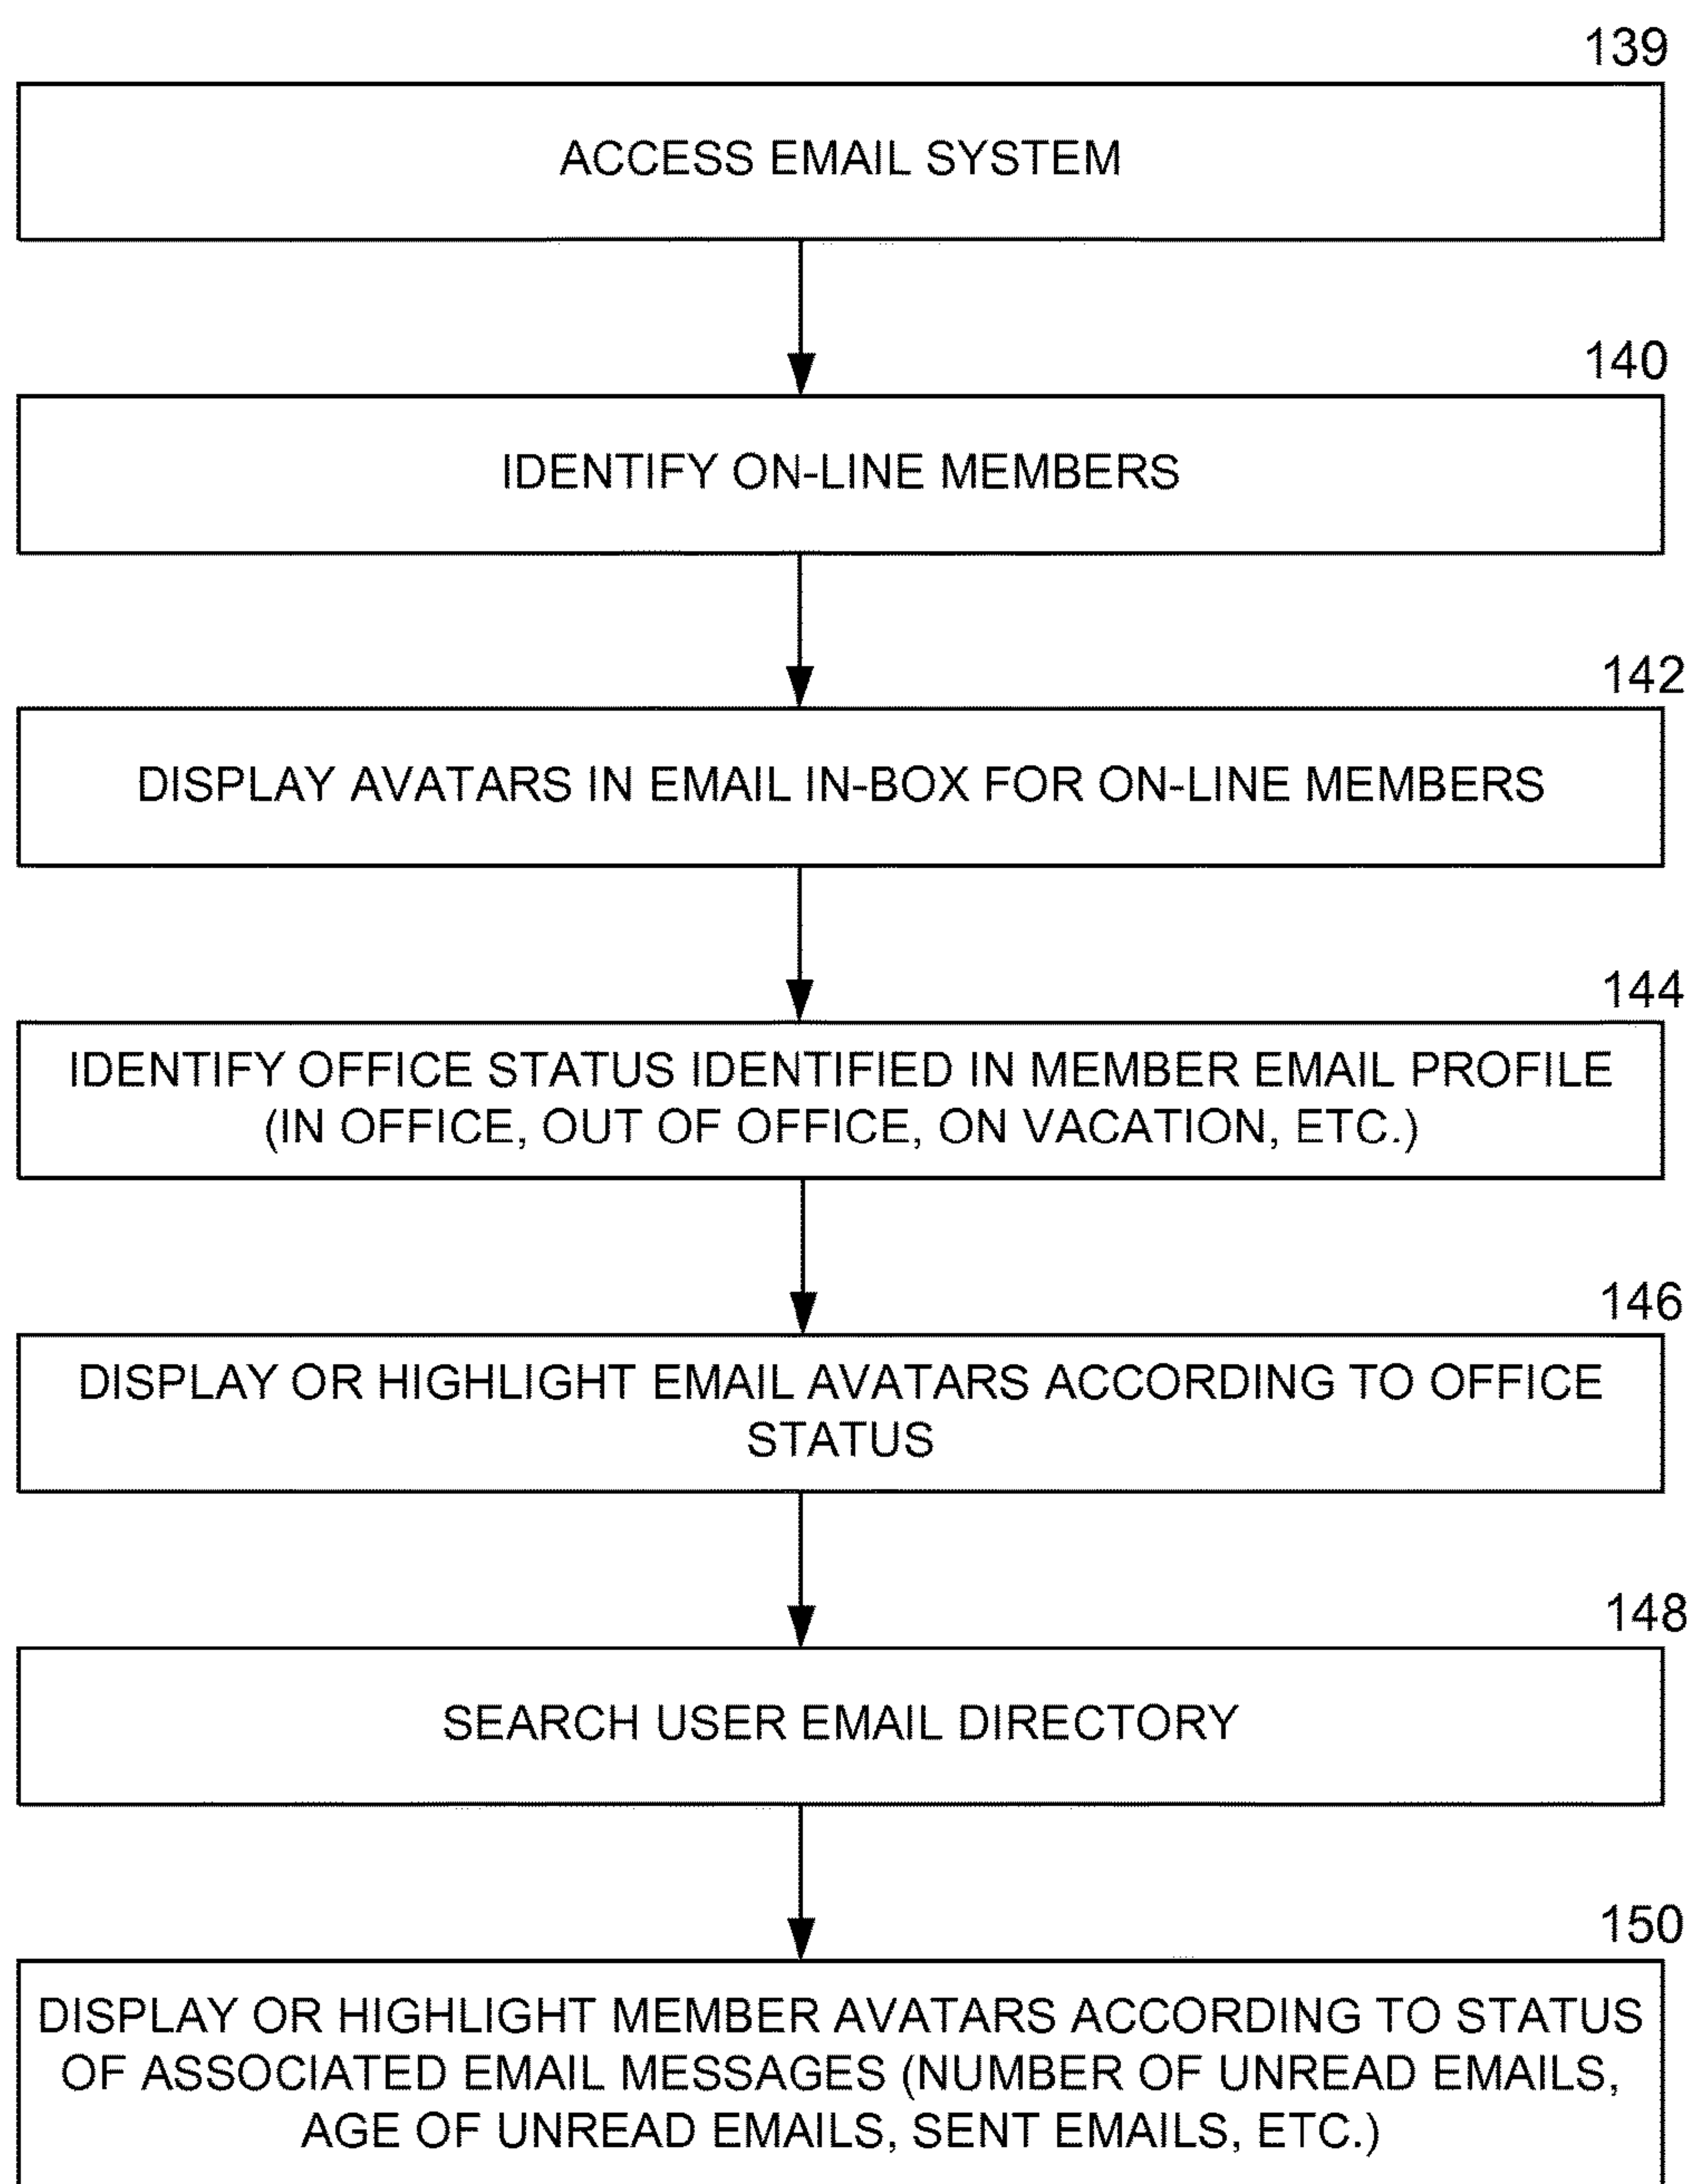 139
ACCESS EMAIL SYSTEM
140
IDENTIFY ON-LINE MEMBERS
142
DISPLAY AVATARS IN EMAIL IN-BOX FOR ON-LINE MEMBERS
144
IDENTIFY OFFICE STATUS IDENTIFIED IN MEMBER EMAIL PROFILE
(IN OFFICE, OUT OF OFFICE, ON VACATION, ETC.)
146
DISPLAY OR HIGHLIGHT EMAIL AVATARS ACCORDING TO OFFICE
STATUS
148
SEARCH USER EMAIL DIRECTORY
150
DISPLAY OR HIGHLIGHT MEMBER AVATARS ACCORDING TO STATUS
OF ASSOCIATED EMAIL MESSAGES (NUMBER OF UNREAD EMAILS,
AGE OF UNREAD EMAILS, SENT EMAILS, ETC.)